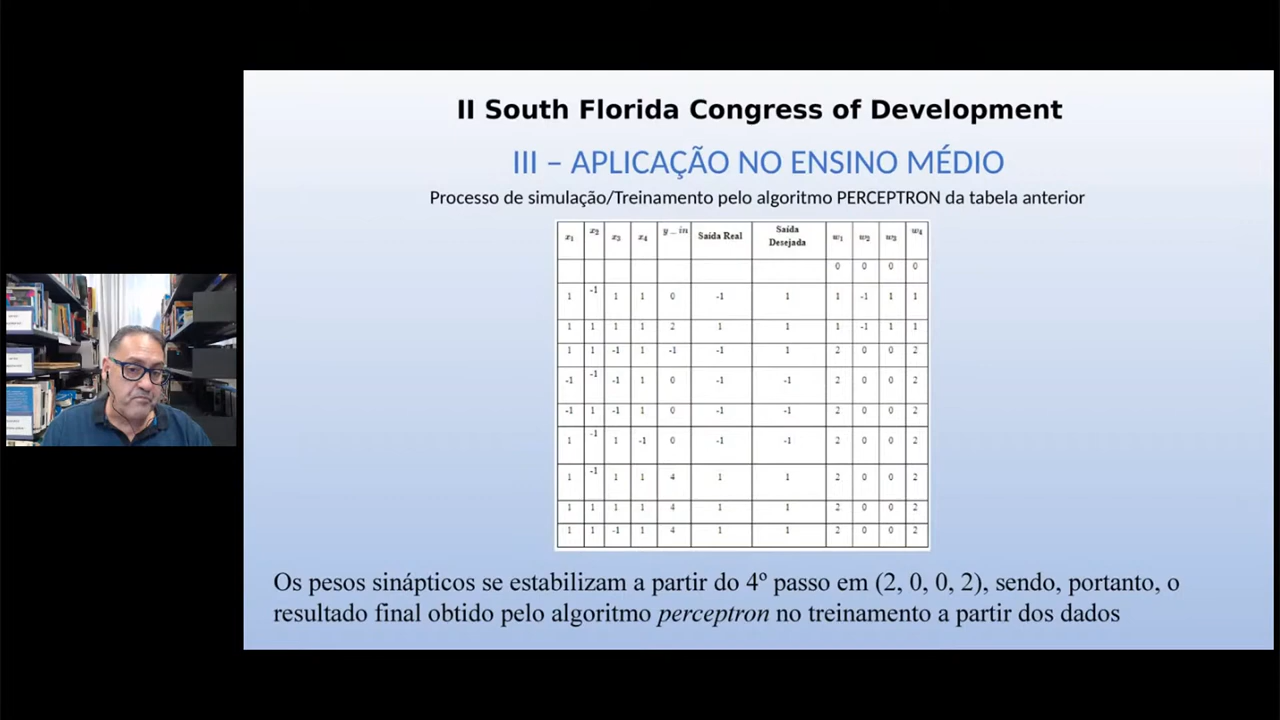 II South Florida Congress of Development
III – APLICAÇÃO NO ENSINO MÉDIO
Processo de simulação/Treinamento pelo algoritmo PERCEPTRON da tabela anterior
x1 x2 x3 x4 y_in Saída Real Saída Desejada w1 w2 w3 w4
0 0 0 0
1 -1 1 1 0 -1 1 1 -1 1 1
1 1 1 1 2 1 1 1 -1 1 1
1 1 -1 1 -1 -1 1 2 0 0 2
-1 -1 -1 1 0 -1 -1 2 0 0 2
-1 1 -1 1 0 -1 -1 2 0 0 2
1 -1 1 -1 0 -1 -1 2 0 0 2
1 -1 1 1 4 1 1 2 0 0 2
1 1 1 1 4 1 1 2 0 0 2
1 1 -1 1 4 1 1 2 0 0 2
Os pesos sinápticos se estabilizam a partir do 4º passo em (2, 0, 0, 2), sendo, portanto, o
resultado final obtido pelo algoritmo perceptron no treinamento a partir dos dados